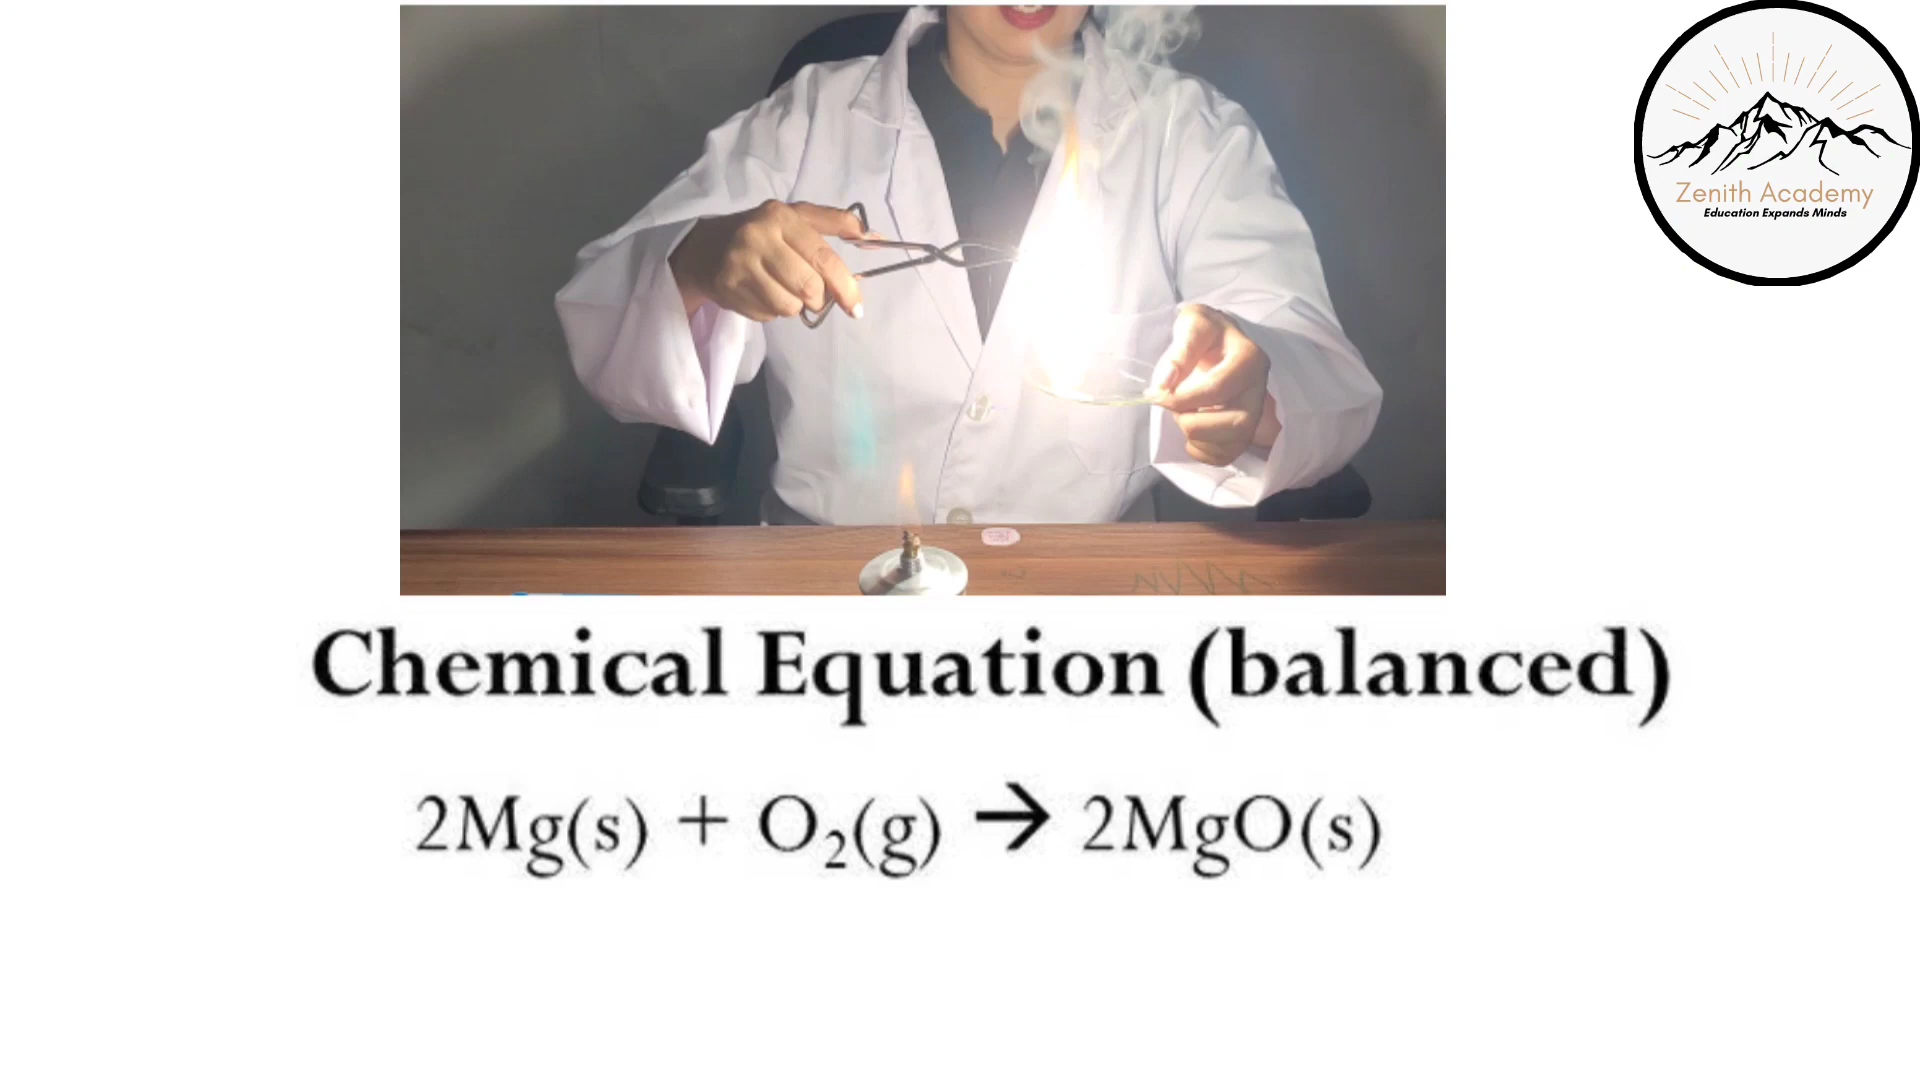 Zenith Academy
Education Expands Minds
Chemical Equation (balanced)
2Mg(s) + O₂(g) → 2MgO(s)